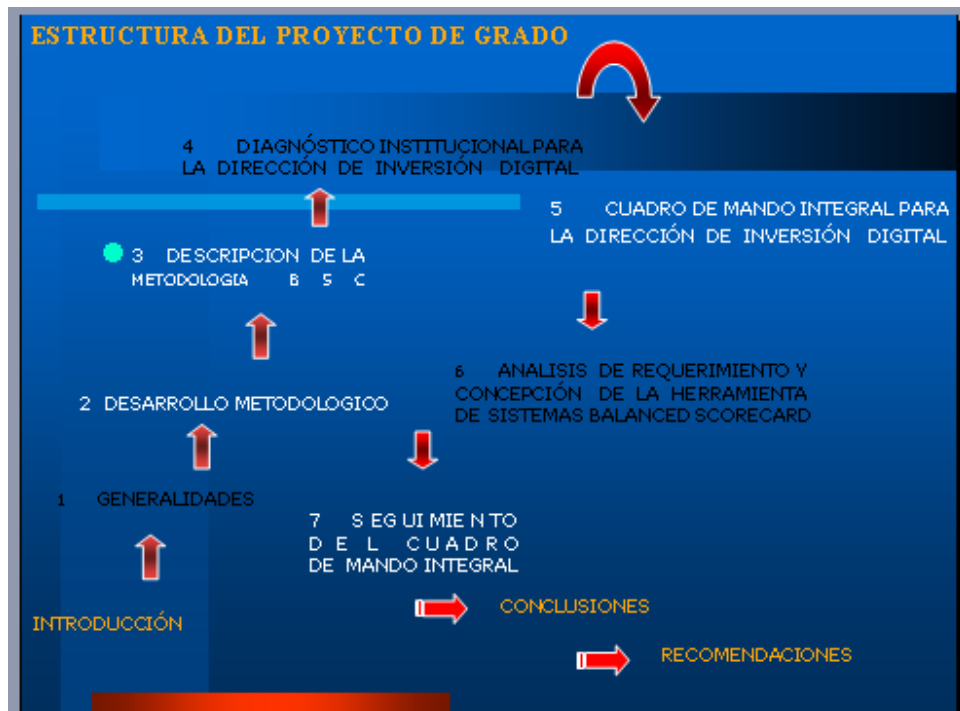 ESTRUCTURA DEL PROYECTO DE GRADO
4 DIAGNÓSTICO INSTITUCIONAL PARA
LA DIRECCIÓN DE INVERSIÓN DIGITAL
5 CUADRO DE MANDO INTEGRAL PARA
LA DIRECCIÓN DE INVERSIÓN DIGITAL
3 DESCRIPCION DE LA
METODOLOGIA B S C
6 ANALISIS DE REQUERIMIENTO Y
CONCEPCIÓN DE LA HERRAMIENTA
DE SISTEMAS BALANCED SCORECARD
2 DESARROLLO METODOLOGICO
1 GENERALIDADES
7 SEGUIMIENTO
DEL CUADRO
DE MANDO INTEGRAL
INTRODUCCIÓN
CONCLUSIONES
RECOMENDACIONES